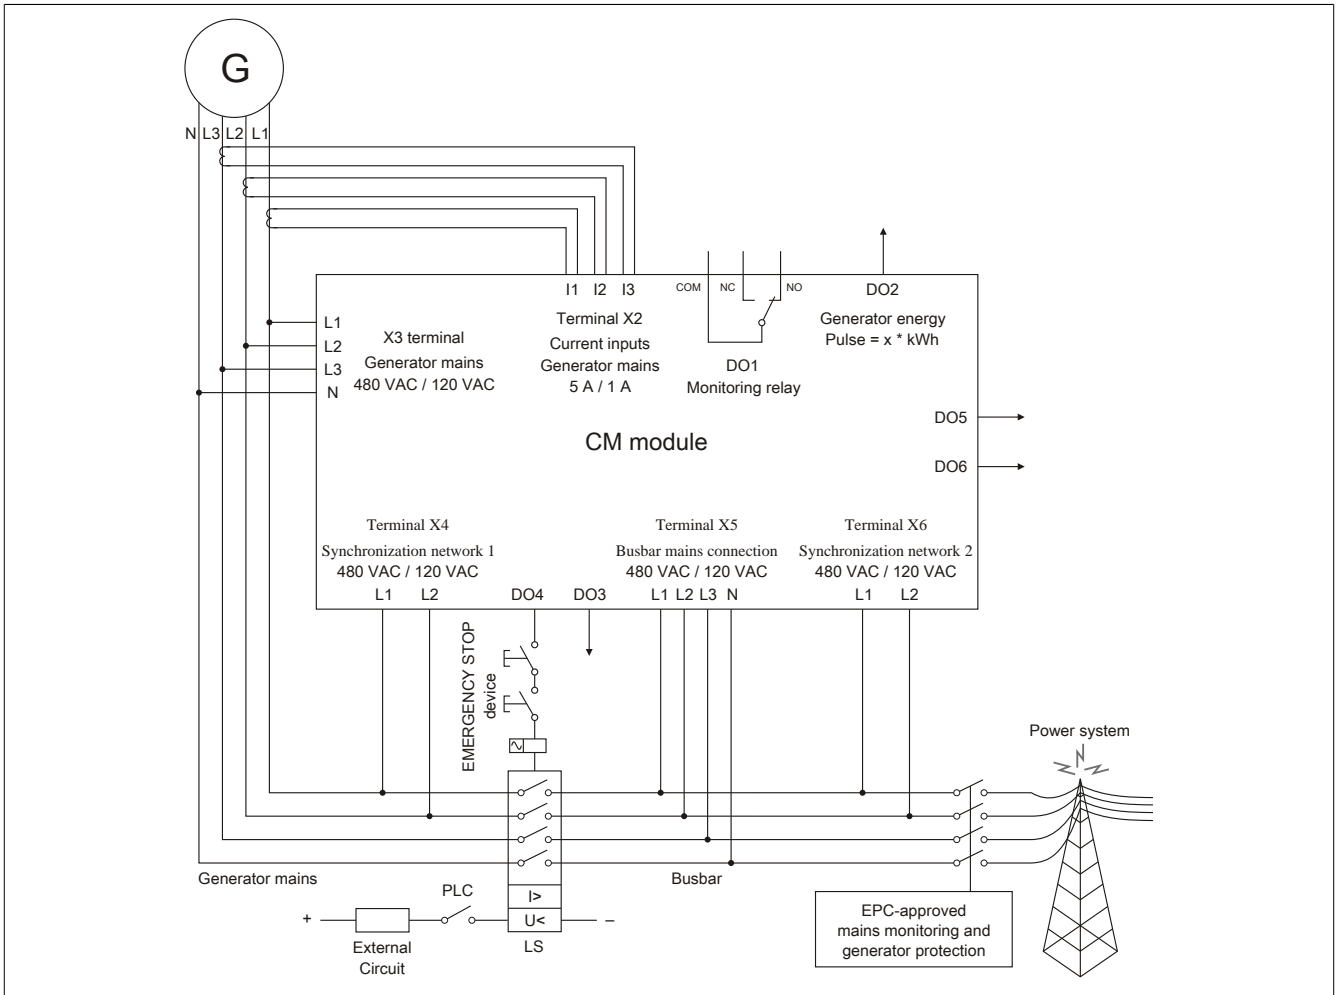 G
N L3 L2 L1
I1 I2 I3
COM NC NO
DO2
L1
L2
L3
N
X3 terminal
Generator mains
480 VAC / 120 VAC
Terminal X2
Current inputs
Generator mains
5 A / 1 A
DO1
Monitoring relay
Generator energy
Pulse = x * kWh
DO5
DO6
CM module
Terminal X4
Synchronization network 1
480 VAC / 120 VAC
L1 L2
DO4
DO3
Terminal X5
Busbar mains connection
480 VAC / 120 VAC
L1 L2 L3 N
Terminal X6
Synchronization network 2
480 VAC / 120 VAC
L1 L2
EMERGENCY STOP
device
~
Power system
Generator mains
Busbar
PLC
I>
U<
LS
+
–
External
Circuit
EPC-approved
mains monitoring and
generator protection